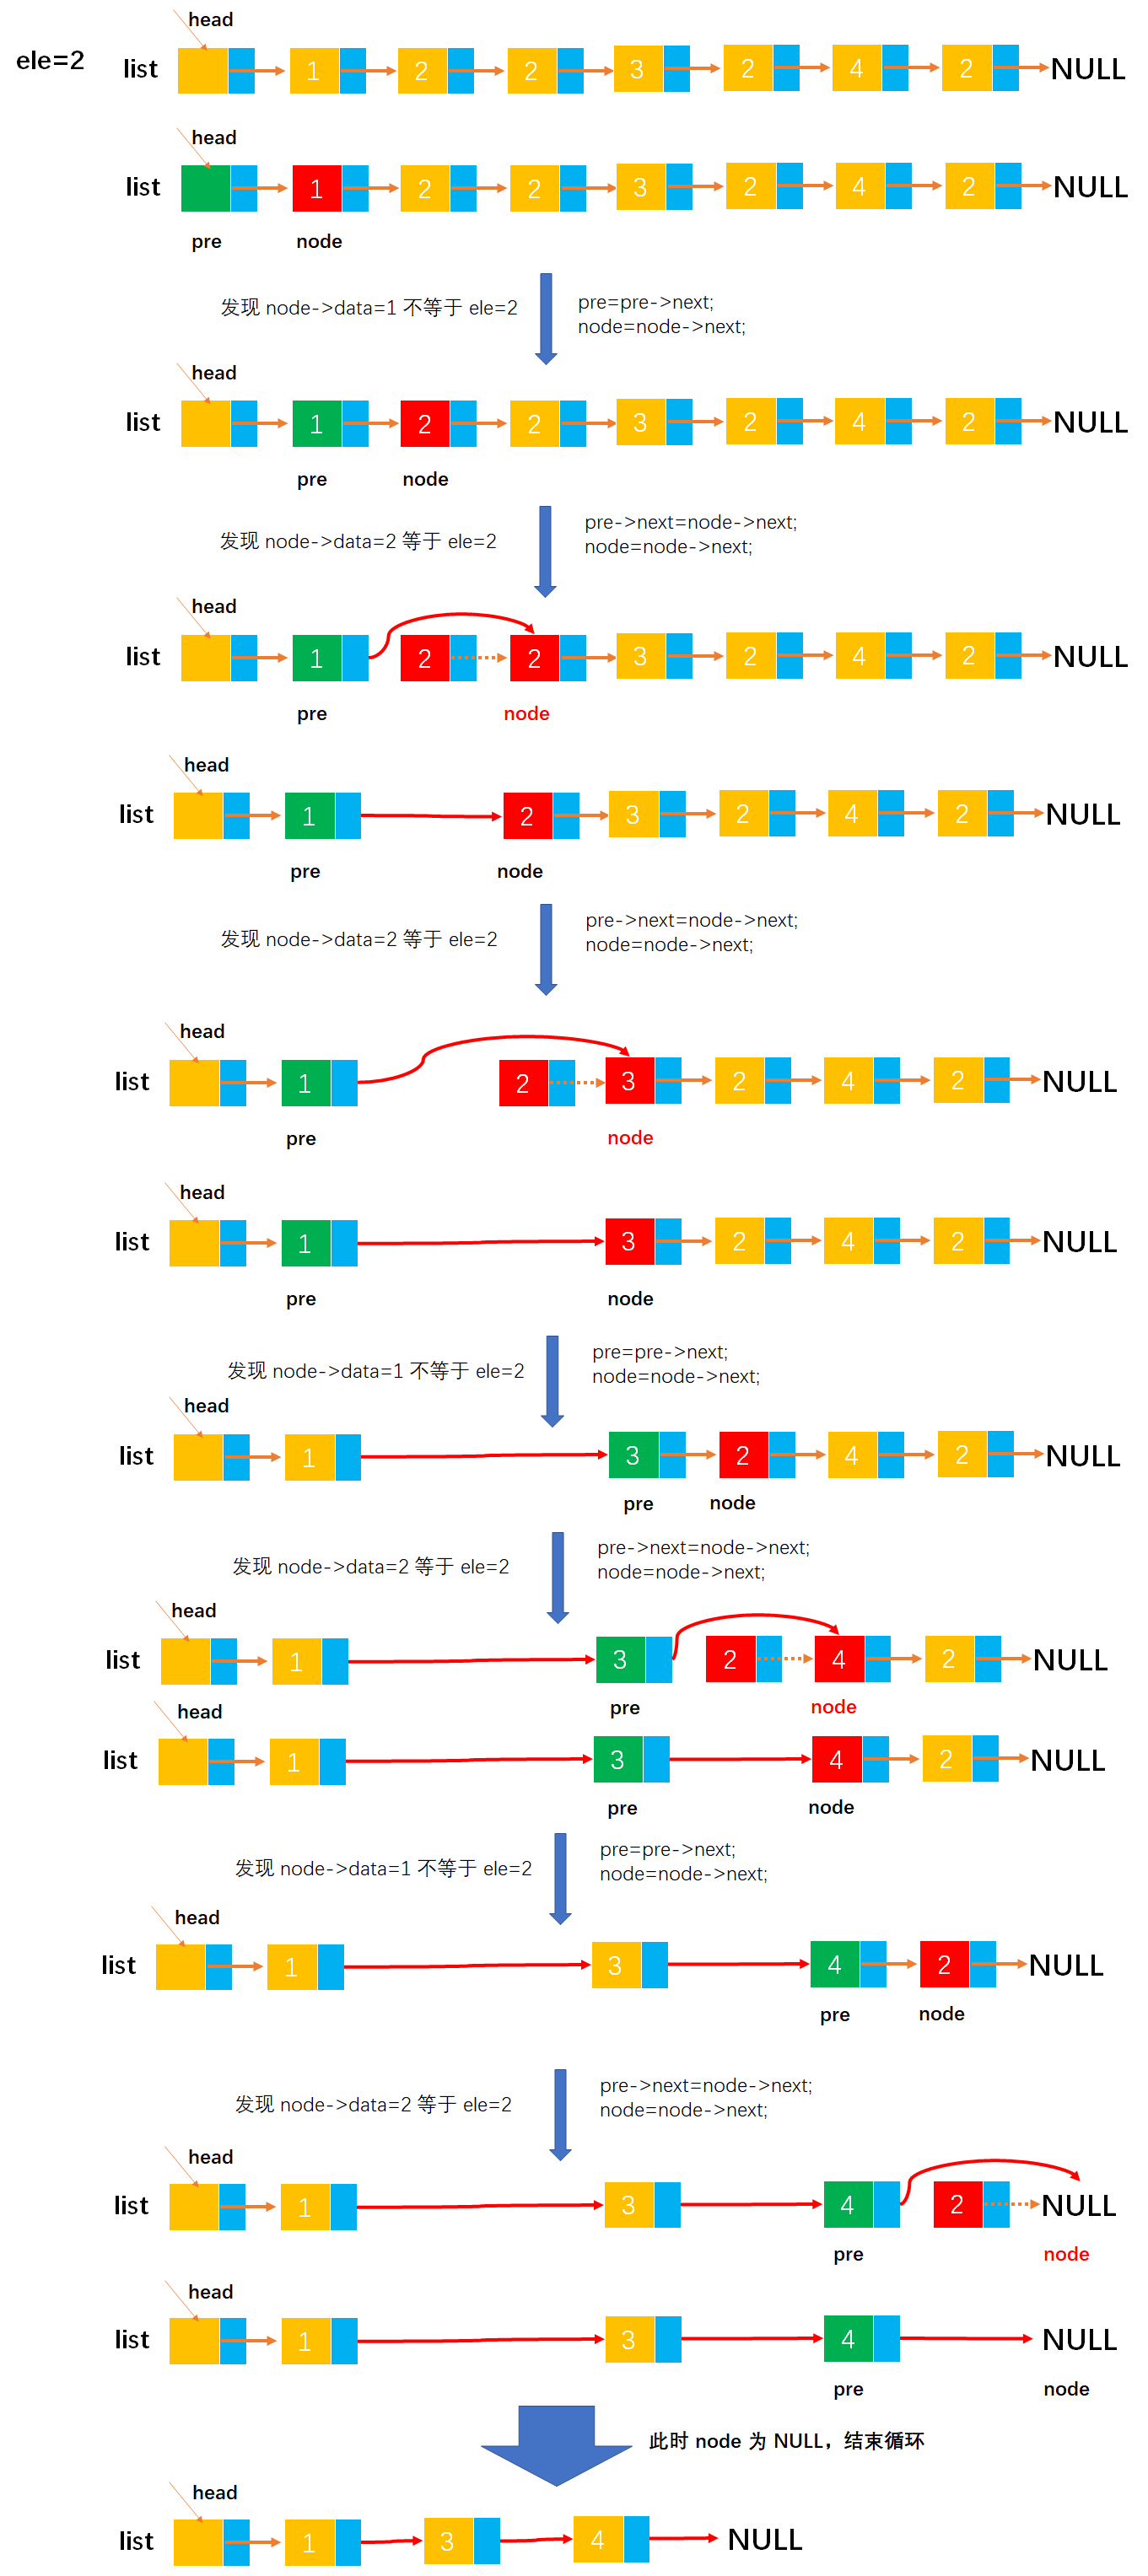 head
ele=2
list 1 2 2 3 2 4 2 NULL
head
list 1 2 2 3 2 4 2 NULL
pre node
发现 node->data=1 不等于 ele=2
pre=pre->next;
node=node->next;
head
list 1 2 2 3 2 4 2 NULL
pre node
发现 node->data=2 等于 ele=2
pre->next=node->next;
node=node->next;
head
list 1 2 2 3 2 4 2 NULL
pre node
head
list 1 2 3 2 4 2 NULL
pre node
发现 node->data=2 等于 ele=2
pre->next=node->next;
node=node->next;
head
list 1 2 3 2 4 2 NULL
pre node
head
list 1 3 2 4 2 NULL
pre node
发现 node->data=1 不等于 ele=2
pre=pre->next;
node=node->next;
head
list 1 3 2 4 2 NULL
pre node
发现 node->data=2 等于 ele=2
pre->next=node->next;
node=node->next;
head
list 1 3 2 4 2 NULL
pre node
head
list 1 3 4 2 NULL
pre node
发现 node->data=1 不等于 ele=2
pre=pre->next;
node=node->next;
head
list 1 3 4 2 NULL
pre node
发现 node->data=2 等于 ele=2
pre->next=node->next;
node=node->next;
head
list 1 3 4 2 NULL
pre node
head
list 1 3 4 NULL
pre node
此时 node 为 NULL，结束循环
head
list 1 3 4 NULL